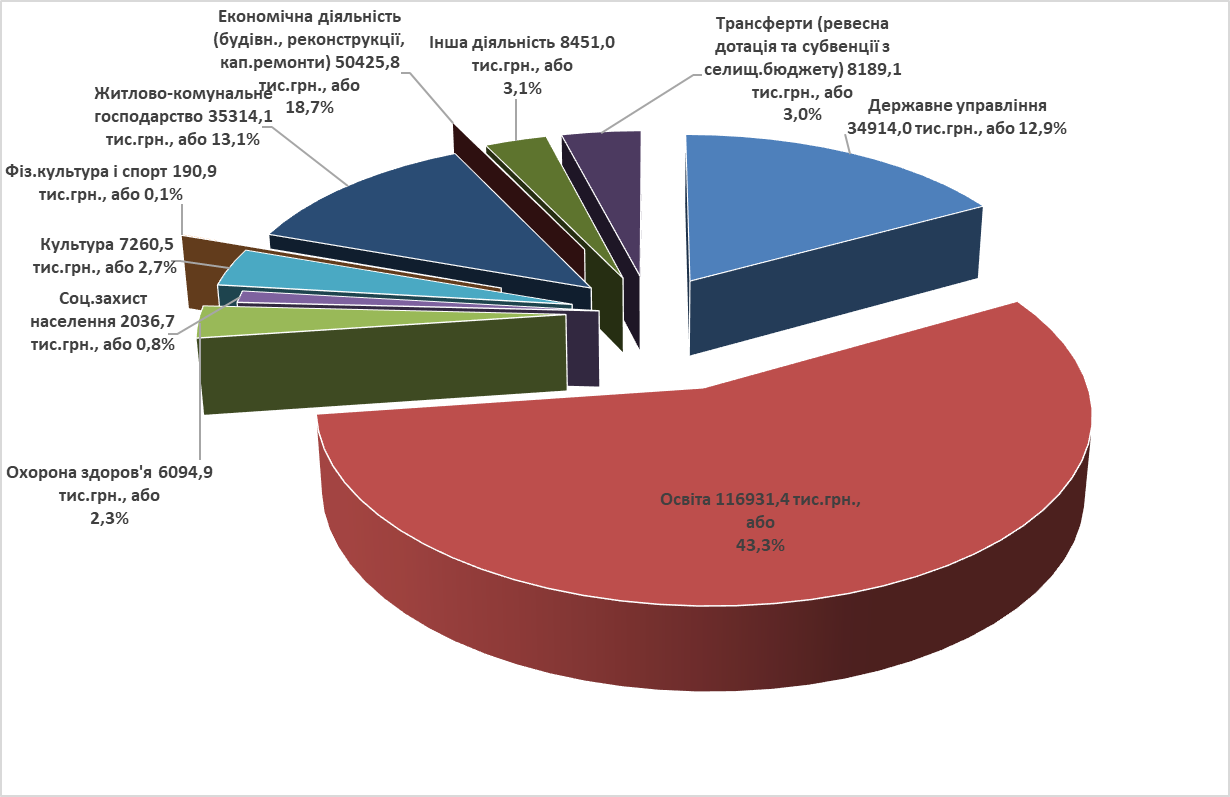 Економічна діяльність
(будівн., реконструкції,
кап.ремонти) 50425,8
тис.грн., або
18,7%
Інша діяльність 8451,0
тис.грн., або
3,1%
Трансферти (ревесна
дотація та субвенції з
селищ.бюджету) 8189,1
тис.грн., або
3,0%
Державне управління
34914,0 тис.грн., або 12,9%
Житлово-комунальне
господарство 35314,1
тис.грн., або 13,1%
Фіз.культура і спорт 190,9
тис.грн., або 0,1%
Культура 7260,5
тис.грн., або 2,7%
Соц.захист
населення 2036,7
тис.грн., або 0,8%
Охорона здоров'я 6094,9
тис.грн., або
2,3%
Освіта 116931,4 тис.грн.,
або
43,3%